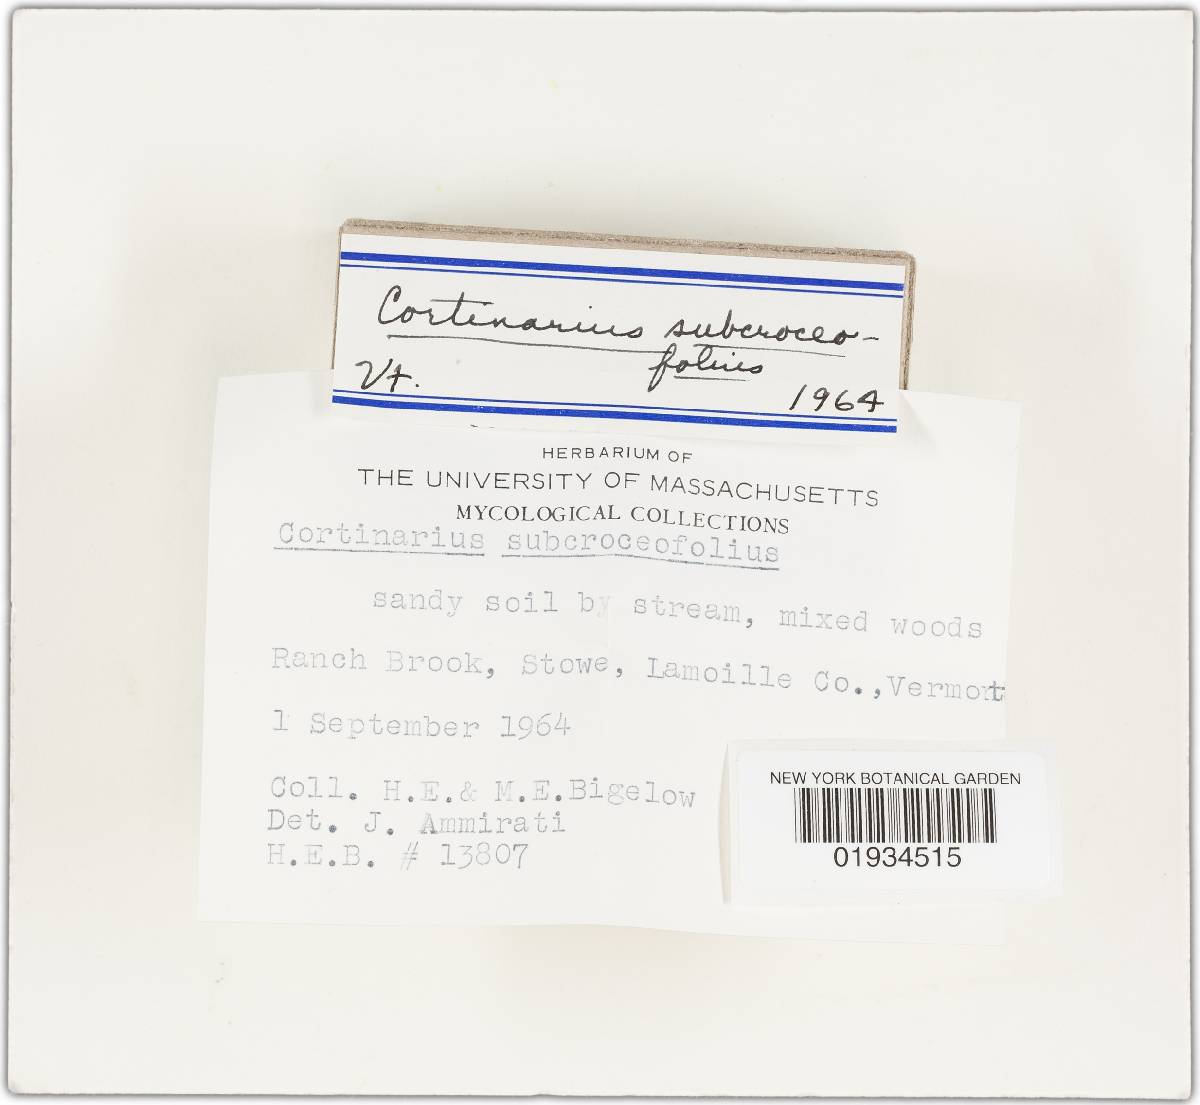 Cortinarius subcroceo-
folius
Vt. 1964
HERBARIUM OF
THE UNIVERSITY OF MASSACHUSETTS
MYCOLOGICAL COLLECTIONS
Cortinarius subcroceofolius
sandy soil by stream, mixed woods
Ranch Brook, Stowe, Lamoille Co.,Vermont
1 September 1964
Coll. H.E.& M.E.Bigelow
Det. J. Ammirati
H.E.B. # 13807
NEW YORK BOTANICAL GARDEN
01934515